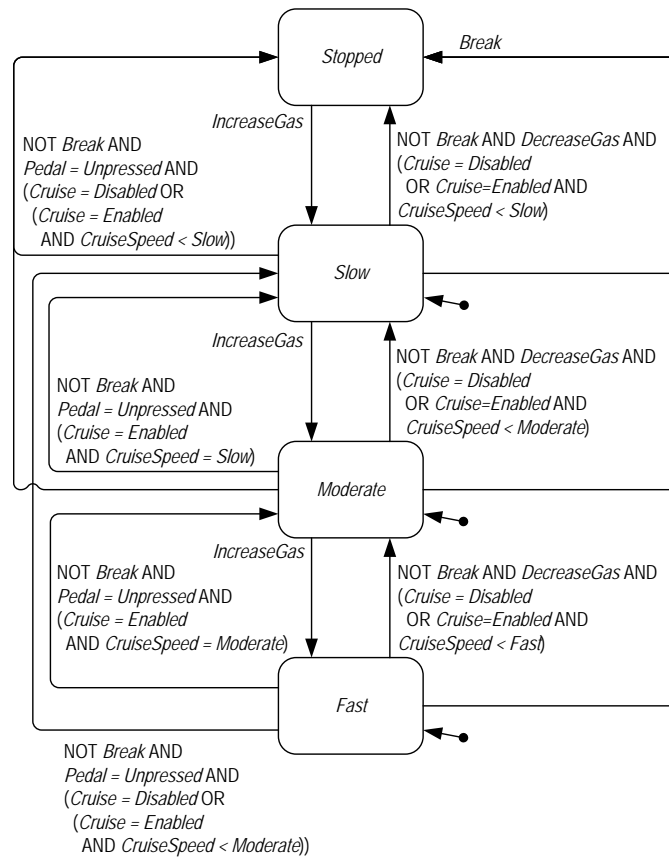 Stopped
Break
IncreaseGas
NOT Break AND
Pedal = Unpressed AND
(Cruise = Disabled OR
(Cruise = Enabled
AND CruiseSpeed < Slow))
NOT Break AND DecreaseGas AND
(Cruise = Disabled
OR Cruise=Enabled AND
CruiseSpeed < Slow)
Slow
IncreaseGas
NOT Break AND
Pedal = Unpressed AND
(Cruise = Enabled
AND CruiseSpeed = Slow)
NOT Break AND DecreaseGas AND
(Cruise = Disabled
OR Cruise=Enabled AND
CruiseSpeed < Moderate)
Moderate
IncreaseGas
NOT Break AND
Pedal = Unpressed AND
(Cruise = Enabled
AND CruiseSpeed = Moderate)
NOT Break AND DecreaseGas AND
(Cruise = Disabled
OR Cruise=Enabled AND
CruiseSpeed < Fast)
Fast
NOT Break AND
Pedal = Unpressed AND
(Cruise = Disabled OR
(Cruise = Enabled
AND CruiseSpeed < Moderate))